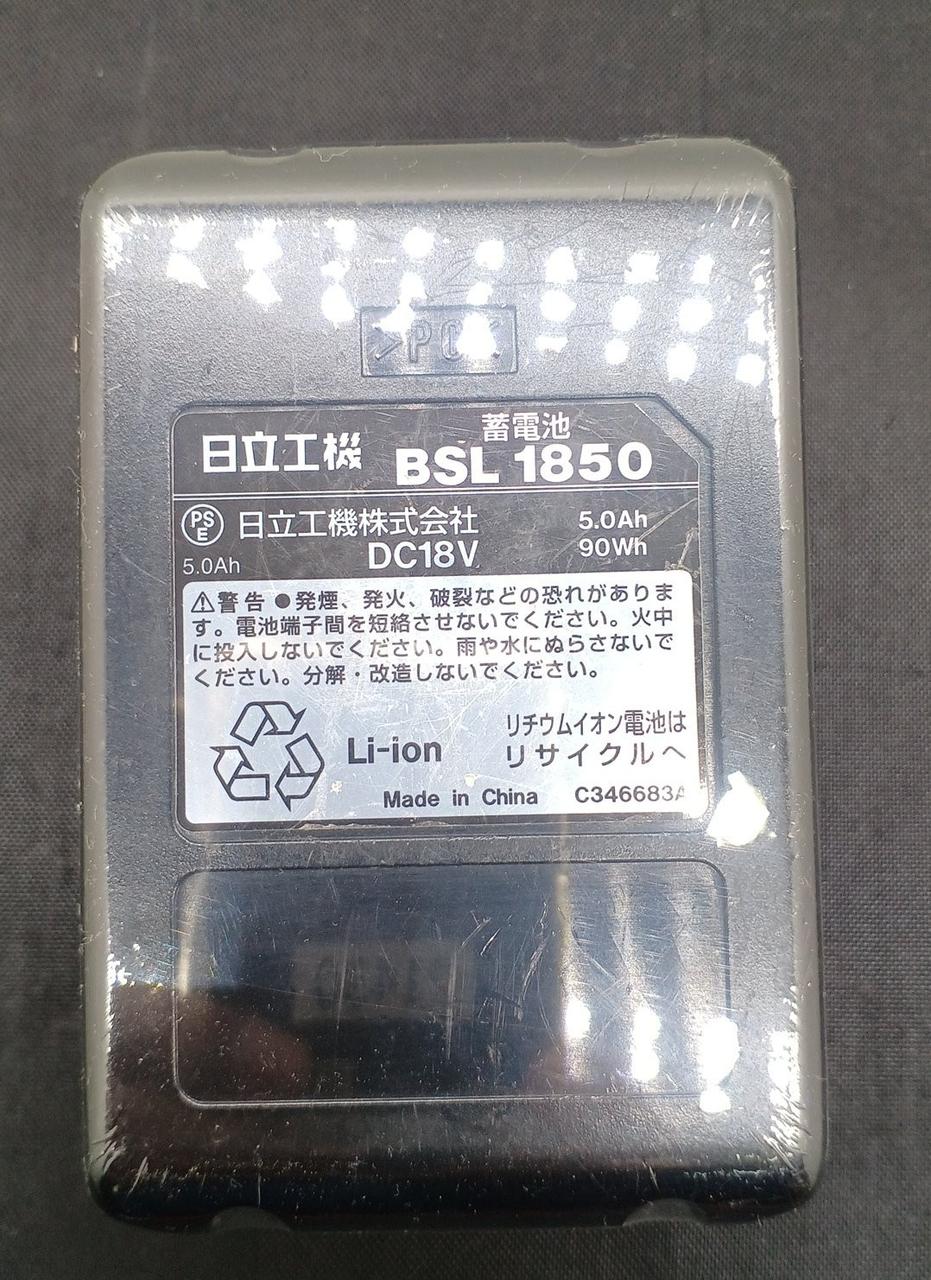 蓄電池
日立工機 BSL 1850
PS E 日立工機株式会社 5.0Ah
5.0Ah DC18V 90Wh
⚠警告 ●発煙、発火、破裂などの恐れがありま
す。電池端子間を短絡させないでください。火中
に投入しないでください。雨や水にぬらさないで
ください。分解・改造しないでください。
Li-ion リチウムイオン電池は
リサイクルへ
Made in China C346683A